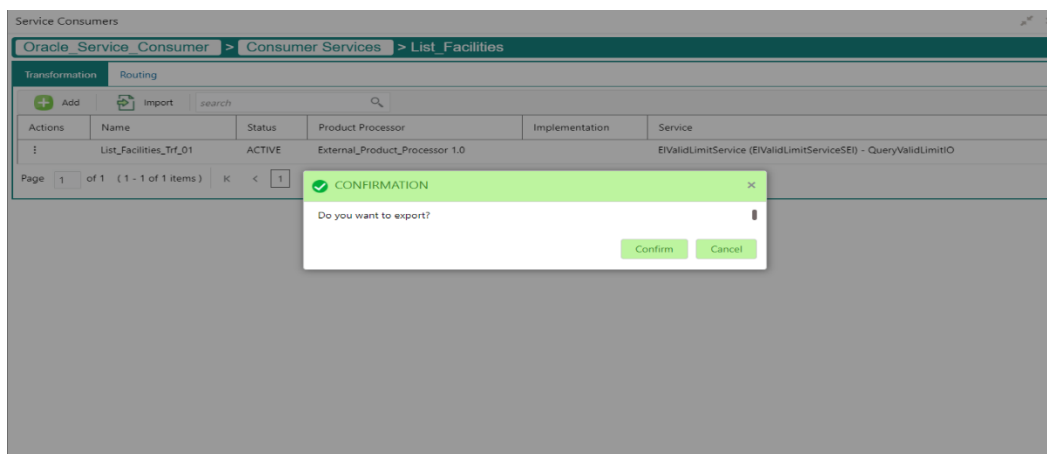 Service Consumers
Oracle_Service_Consumer > Consumer Services > List_Facilities
Transformation Routing
Add Import search
Actions Name Status Product Processor Implementation Service
List_Facilities_Trf_01 ACTIVE External_Product_Processor 1.0 EIValidLimitService (EIValidLimitServiceSEI) - QueryValidLimitIO
Page 1 of 1 (1 - 1 of 1 items) K < 1
CONFIRMATION ×
Do you want to export?
Confirm Cancel